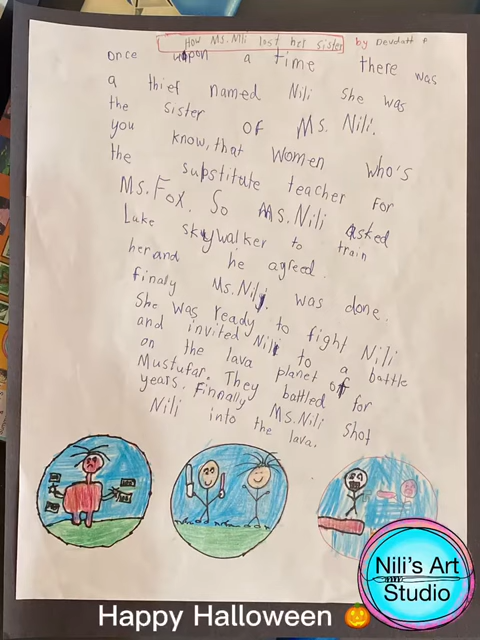 How Ms.Nili lost her sister by Devdatt P
Once upon a time there was
a thief named Nili she was
the sister of Ms. Nili.
you know, that women who's
the substitute teacher for
Ms. Fox. So Ms. Nili asked
Luke skywalker to train
her and he agreed.
finaly Ms. Nili. was done.
She was ready to fight Nili
and invited Nili to a battle
on the lava planet of
Mustufar. They battled for
years. Finnally Ms. Nili shot
Nili into the lava.
Nili's Art
Studio
Happy Halloween 🎃